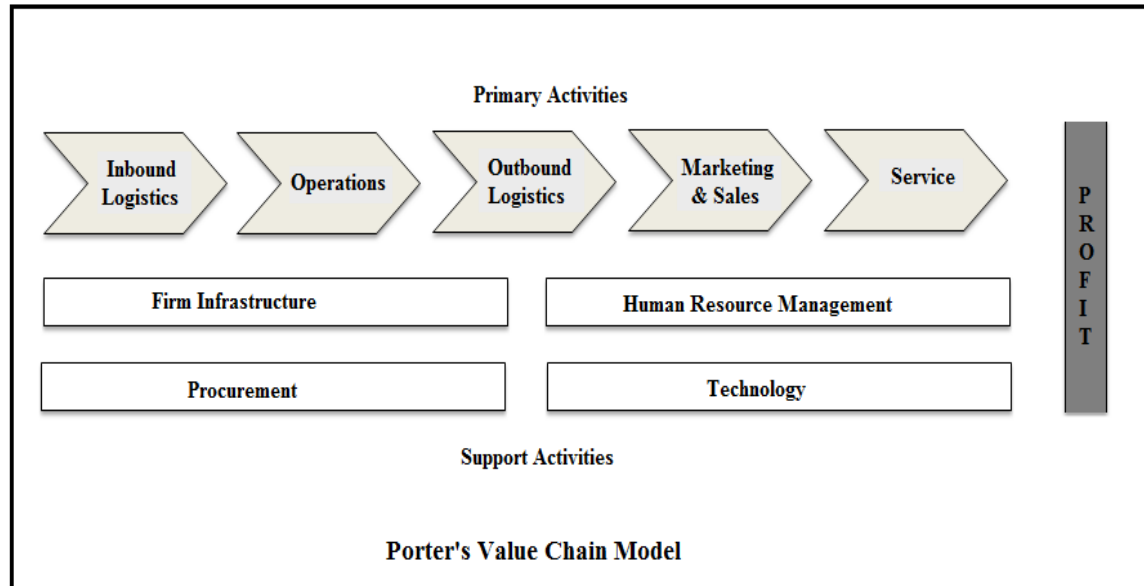 Primary Activities
Inbound
Logistics
Operations
Outbound
Logistics
Marketing
& Sales
Service
Firm Infrastructure
Human Resource Management
Procurement
Technology
PROFIT
Support Activities
Porter's Value Chain Model